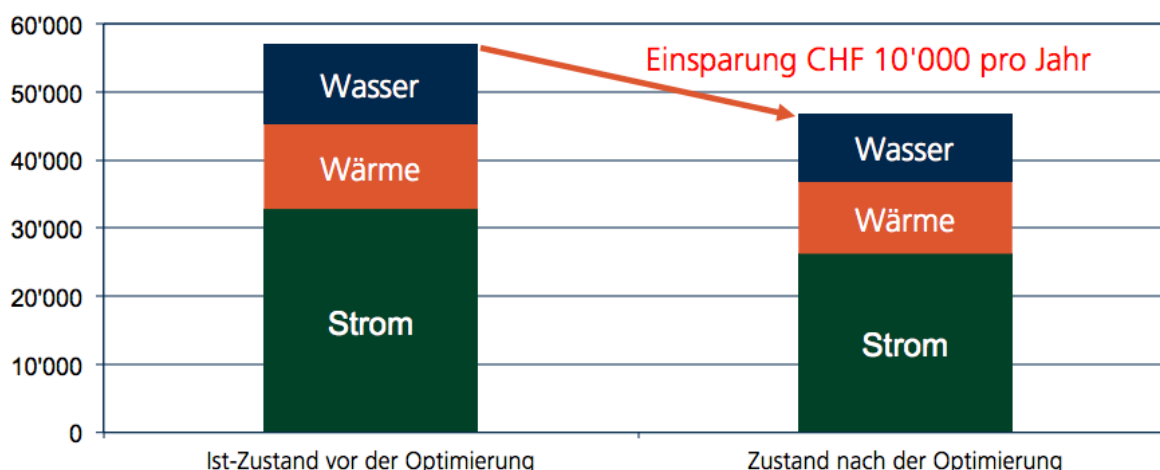 60'000
50'000
40'000
30'000
20'000
10'000
0
Einsparung CHF 10'000 pro Jahr
Wasser
Wärme
Strom
Wasser
Wärme
Strom
Ist-Zustand vor der Optimierung
Zustand nach der Optimierung